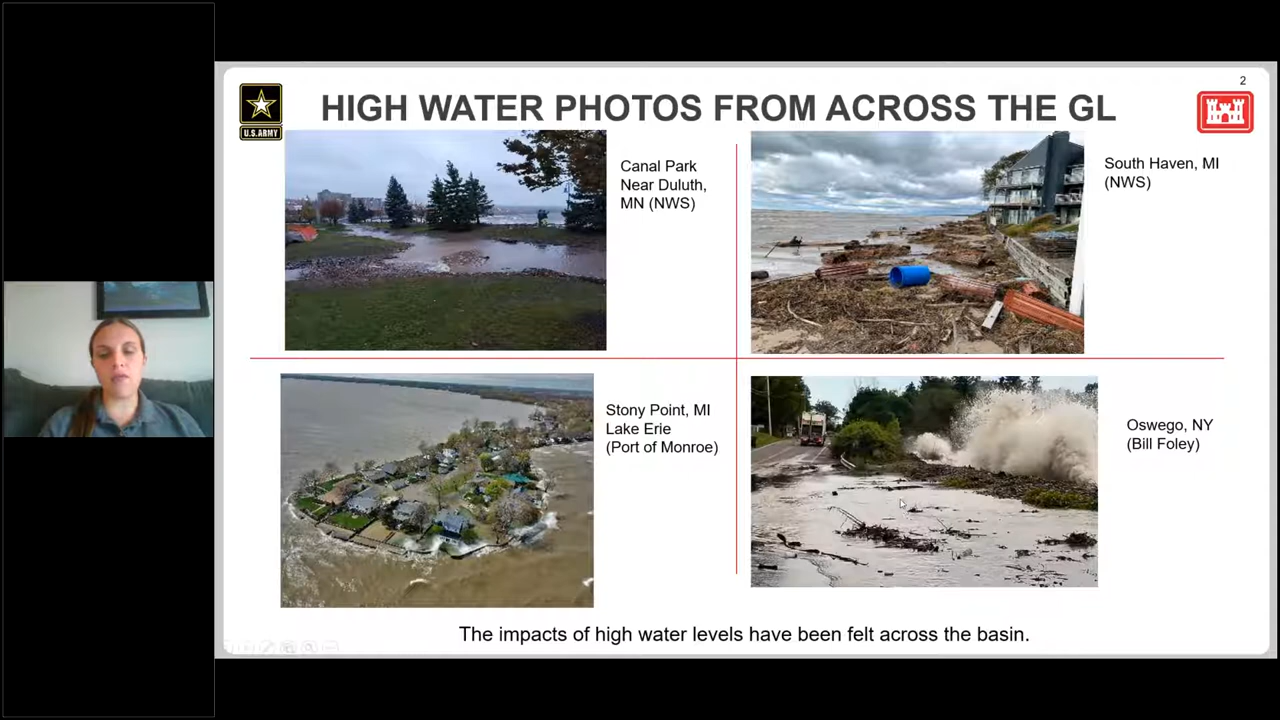 2
HIGH WATER PHOTOS FROM ACROSS THE GL
U.S.ARMY
Canal Park
Near Duluth,
MN (NWS)
South Haven, MI
(NWS)
Stony Point, MI
Lake Erie
(Port of Monroe)
Oswego, NY
(Bill Foley)
The impacts of high water levels have been felt across the basin.